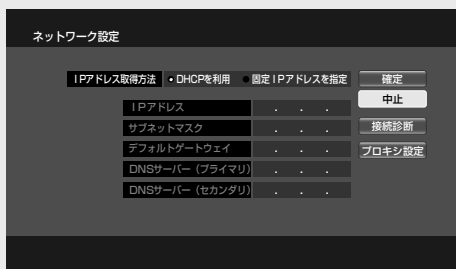 ネットワーク設定
IPアドレス取得方法 ・DHCPを利用 ・固定IPアドレスを指定 確定
中止
IPアドレス . . .
サブネットマスク . . . 接続診断
デフォルトゲートウェイ . . . プロキシ設定
DNSサーバー（プライマリ） . . .
DNSサーバー（セカンダリ） . . .